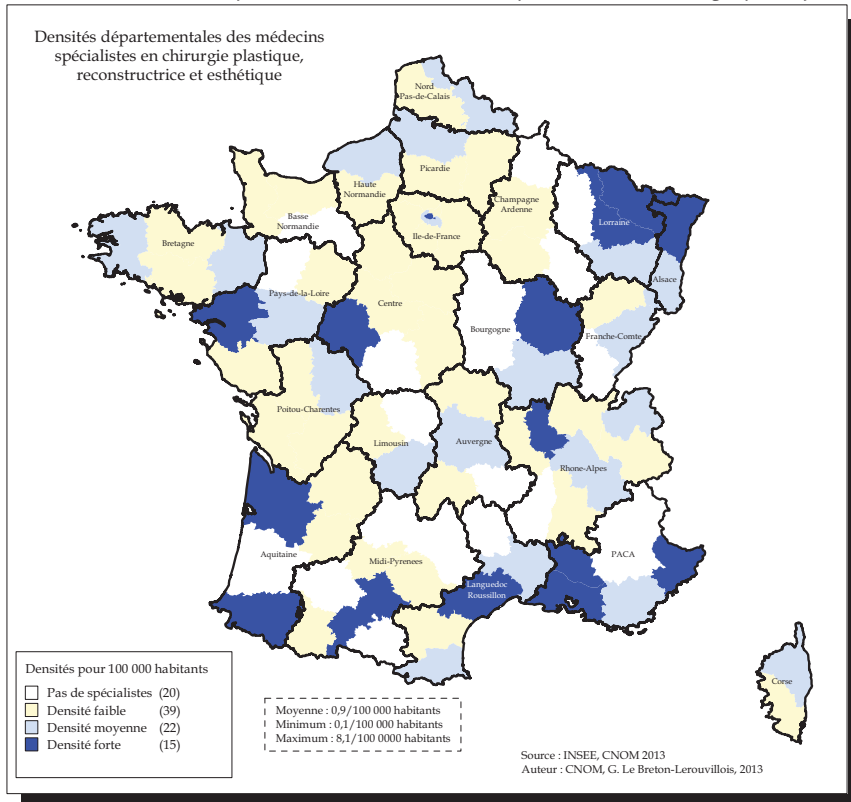 Densités départementales des médecins
spécialistes en chirurgie plastique,
reconstructrice et esthétique
Nord
Pas-de-Calais
Picardie
Haute
Normandie
Basse
Normandie
Champagne
Ardenne
Lorraine
Ile-de-France
Bretagne
Alsace
Pays-de-la-Loire
Centre
Bourgogne
Franche-Comte
Poitou-Charentes
Limousin
Auvergne
Rhone-Alpes
Aquitaine
Midi-Pyrenees
PACA
Languedoc
Roussillon
Corse
Densités pour 100 000 habitants
Pas de spécialistes (20)
Densité faible (39)
Densité moyenne (22)
Densité forte (15)
Moyenne : 0,9/100 000 habitants
Minimum : 0,1/100 000 habitants
Maximum : 8,1/100 0000 habitants
Source : INSEE, CNOM 2013
Auteur : CNOM, G. Le Breton-Lerouvillois, 2013